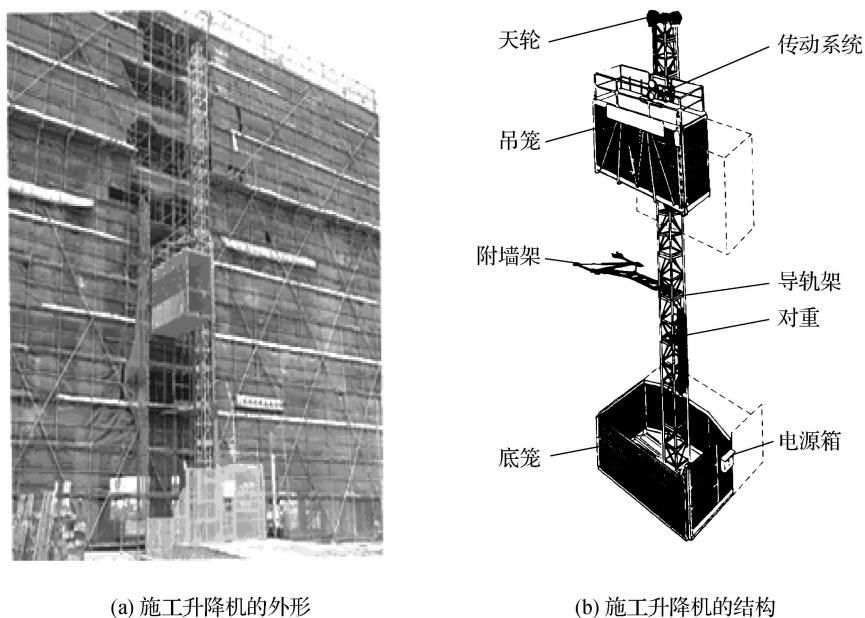 天轮
传动系统
吊笼
附墙架
导轨架
对重
底笼
电源箱
(a) 施工升降机的外形
(b) 施工升降机的结构